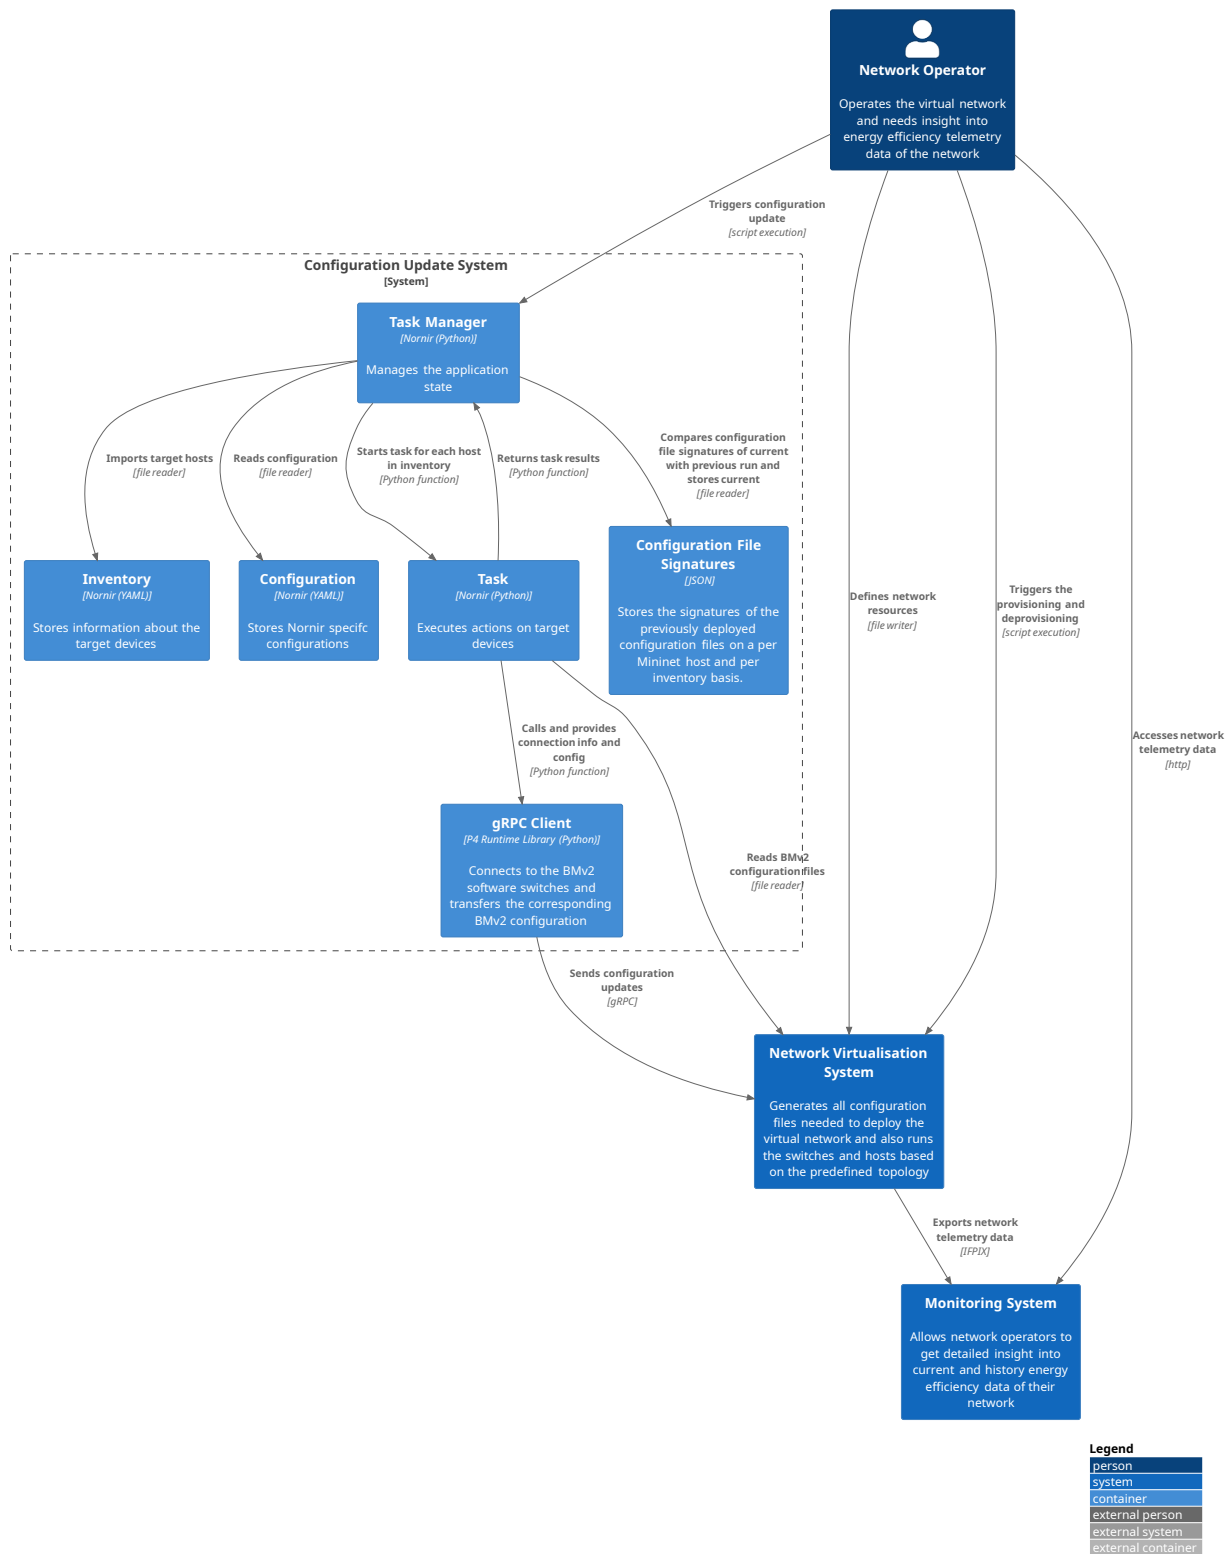 Network Operator
Operates the virtual network
and needs insight into
energy efficiency telemetry
data of the network
Triggers configuration
update
[script execution]
Configuration Update System
[System]
Task Manager
[Nornir (Python)]
Manages the application
state
Imports target hosts
[file reader]
Reads configuration
[file reader]
Starts task for each host
in inventory
[Python function]
Returns task results
[Python function]
Compares configuration
file signatures of current
with previous run and
stores current
[file reader]
Inventory
[Nornir (YAML)]
Stores information about the
target devices
Configuration
[Nornir (YAML)]
Stores Nornir specifc
configurations
Task
[Nornir (Python)]
Executes actions on target
devices
Configuration File
Signatures
[JSON]
Stores the signatures of the
previously deployed
configuration files on a per
Mininet host and per
inventory basis.
Defines network
resources
[file writer]
Triggers the
provisioning and
deprovisioning
[script execution]
Accesses network
telemetry data
[http]
Calls and provides
connection info and
config
[Python function]
gRPC Client
[P4 Runtime Library (Python)]
Connects to the BMv2
software switches and
transfers the corresponding
BMv2 configuration
Reads BMv2
configuration files
[file reader]
Sends configuration
updates
[gRPC]
Network Virtualisation
System
Generates all configuration
files needed to deploy the
virtual network and also runs
the switches and hosts based
on the predefined topology
Exports network
telemetry data
[IFPIX]
Monitoring System
Allows network operators to
get detailed insight into
current and history energy
efficiency data of their
network
Legend
person
system
container
external person
external system
external container